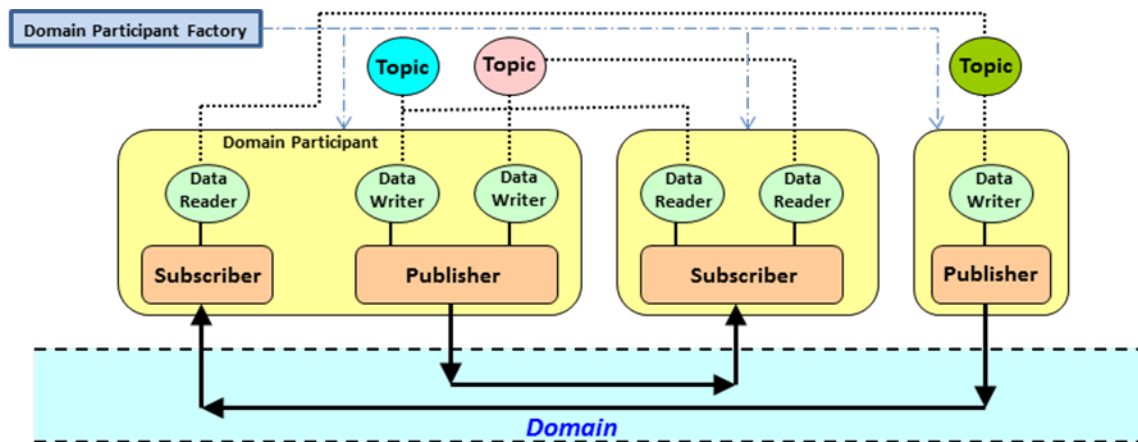 Domain Participant Factory
Topic
Topic
Topic
Domain Participant
Data
Reader
Data
Writer
Data
Writer
Data
Reader
Data
Reader
Data
Writer
Subscriber
Publisher
Subscriber
Publisher
Domain